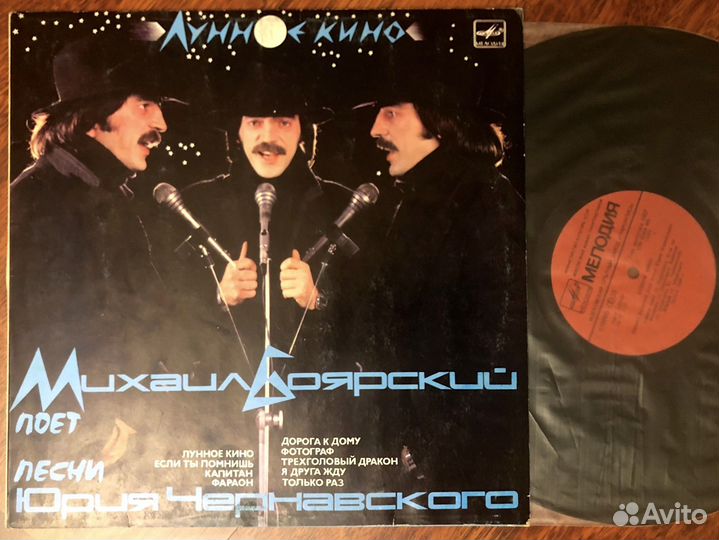 Лунное кино
МЕЛОДИЯ
Михаил Боярский
поет
ДОРОГА К ДОМУ
ЛУННОЕ КИНО
ФОТОГРАФ
ЕСЛИ ТЫ ПОМНИШЬ
ТРЕХГОЛОВЫЙ ДРАКОН
КАПИТАН
Я ДРУГА ЖДУ
ФАРАОН
ТОЛЬКО РАЗ
песни
Юрия Чернавского
МЕЛОДИЯ
Avito